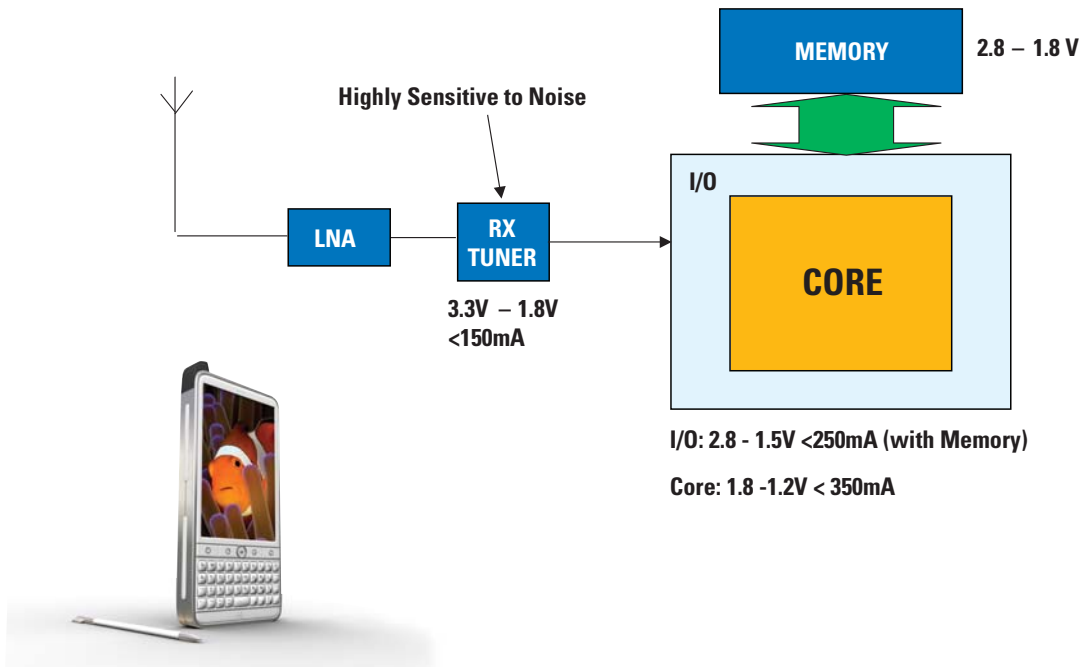 MEMORY
2.8 – 1.8 V
Highly Sensitive to Noise
I/O
LNA
RX
TUNER
CORE
3.3V – 1.8V
<150mA
I/O: 2.8 - 1.5V <250mA (with Memory)
Core: 1.8 -1.2V < 350mA